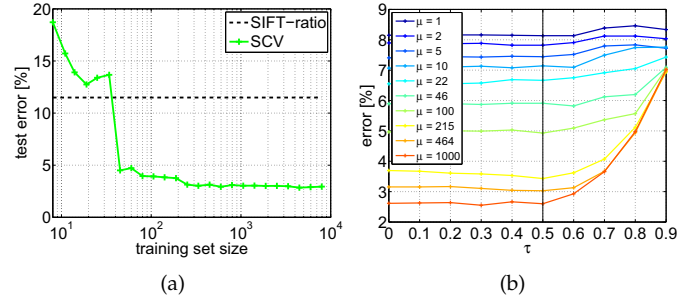 20
15
10
5
0
test error [%]
SIFT-ratio
SCV
10^1
10^2
10^3
10^4
training set size
(a)
9
8
7
6
5
4
3
2
error [%]
μ = 1
μ = 2
μ = 5
μ = 10
μ = 22
μ = 46
μ = 100
μ = 215
μ = 464
μ = 1000
0 0.1 0.2 0.3 0.4 0.5 0.6 0.7 0.8 0.9
τ
(b)